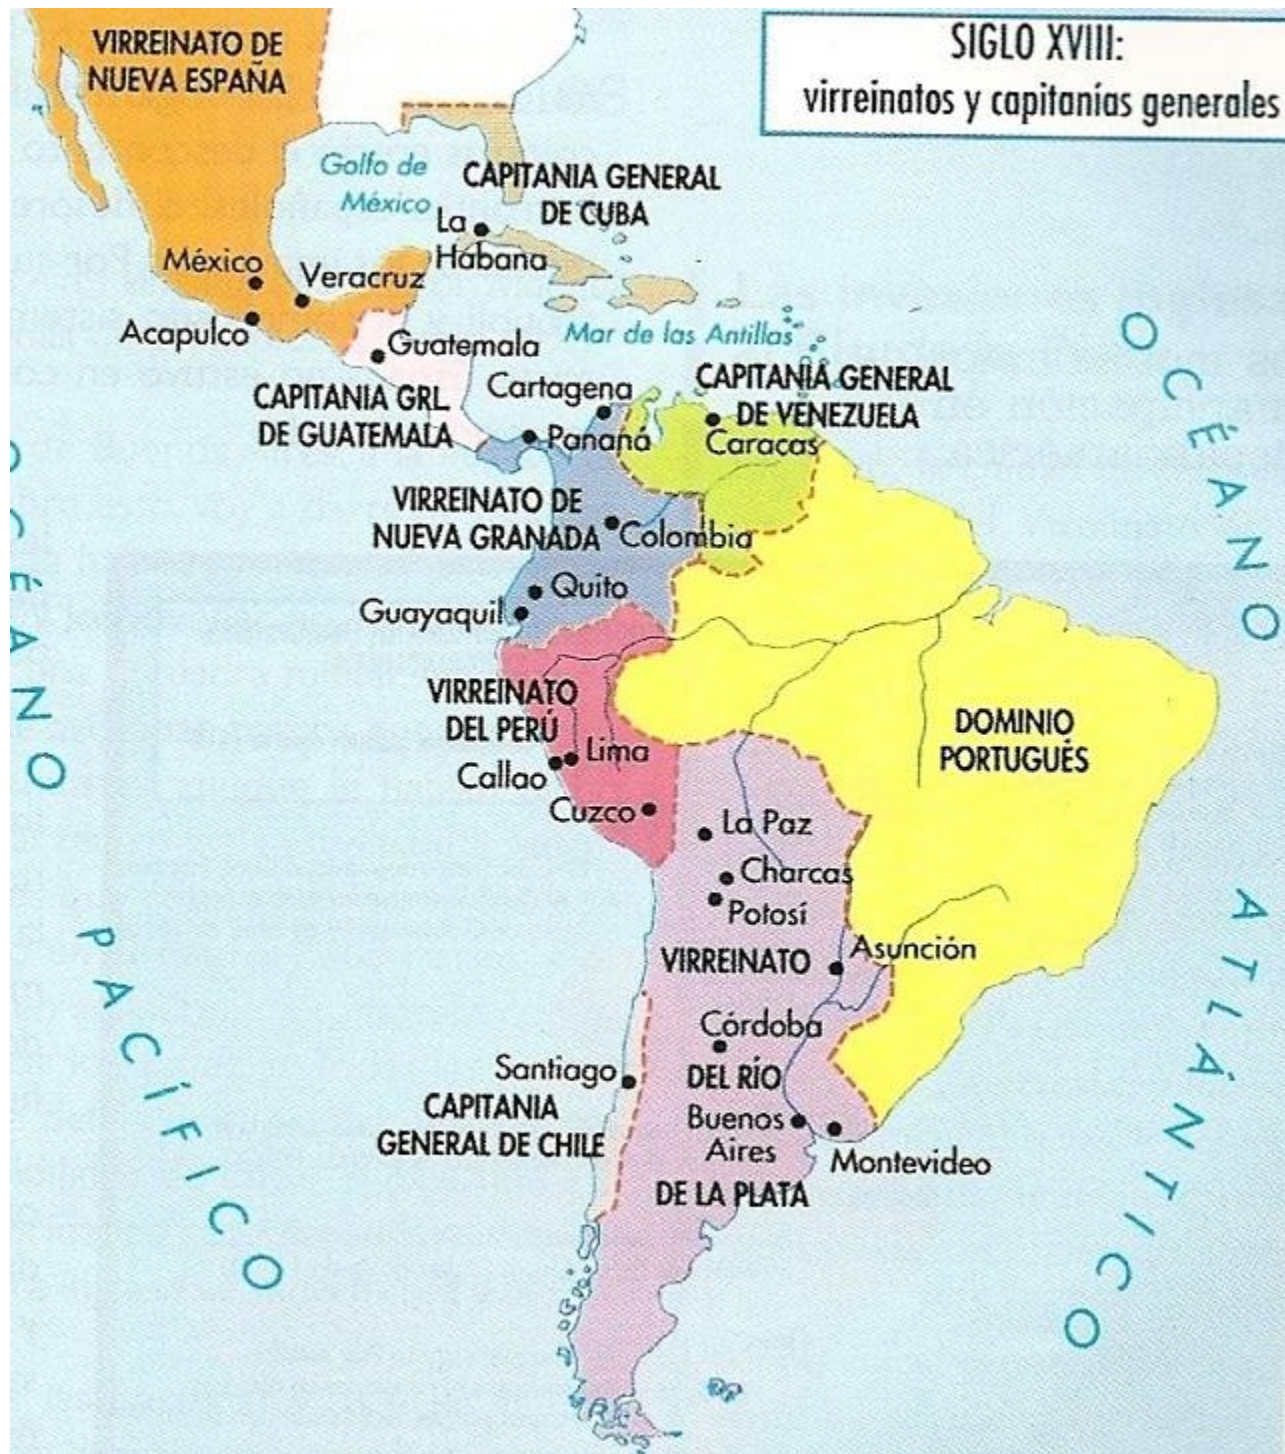 SIGLO XVIII:
virreinatos y capitanías generales
VIRREINATO DE
NUEVA ESPAÑA
Golfo de
México
CAPITANIA GENERAL
DE CUBA
La
Habana
México
Veracruz
Acapulco
Guatemala
Mar de las Antillas
CAPITANIA GRL.
DE GUATEMALA
Cartagena
Pananá
CAPITANIA GENERAL
DE VENEZUELA
Caracas
VIRREINATO DE
NUEVA GRANADA
Colombia
Quito
Guayaquil
VIRREINATO
DEL PERÚ
Lima
Callao
Cuzco
DOMINIO
PORTUGUÉS
La Paz
Charcas
Potosí
VIRREINATO
Asunción
Córdoba
DEL RÍO
Santiago
CAPITANIA
GENERAL DE CHILE
Buenos
Aires
Montevideo
DE LA PLATA
OCÉANO PACÍFICO
OCÉANO ATLÁNTICO